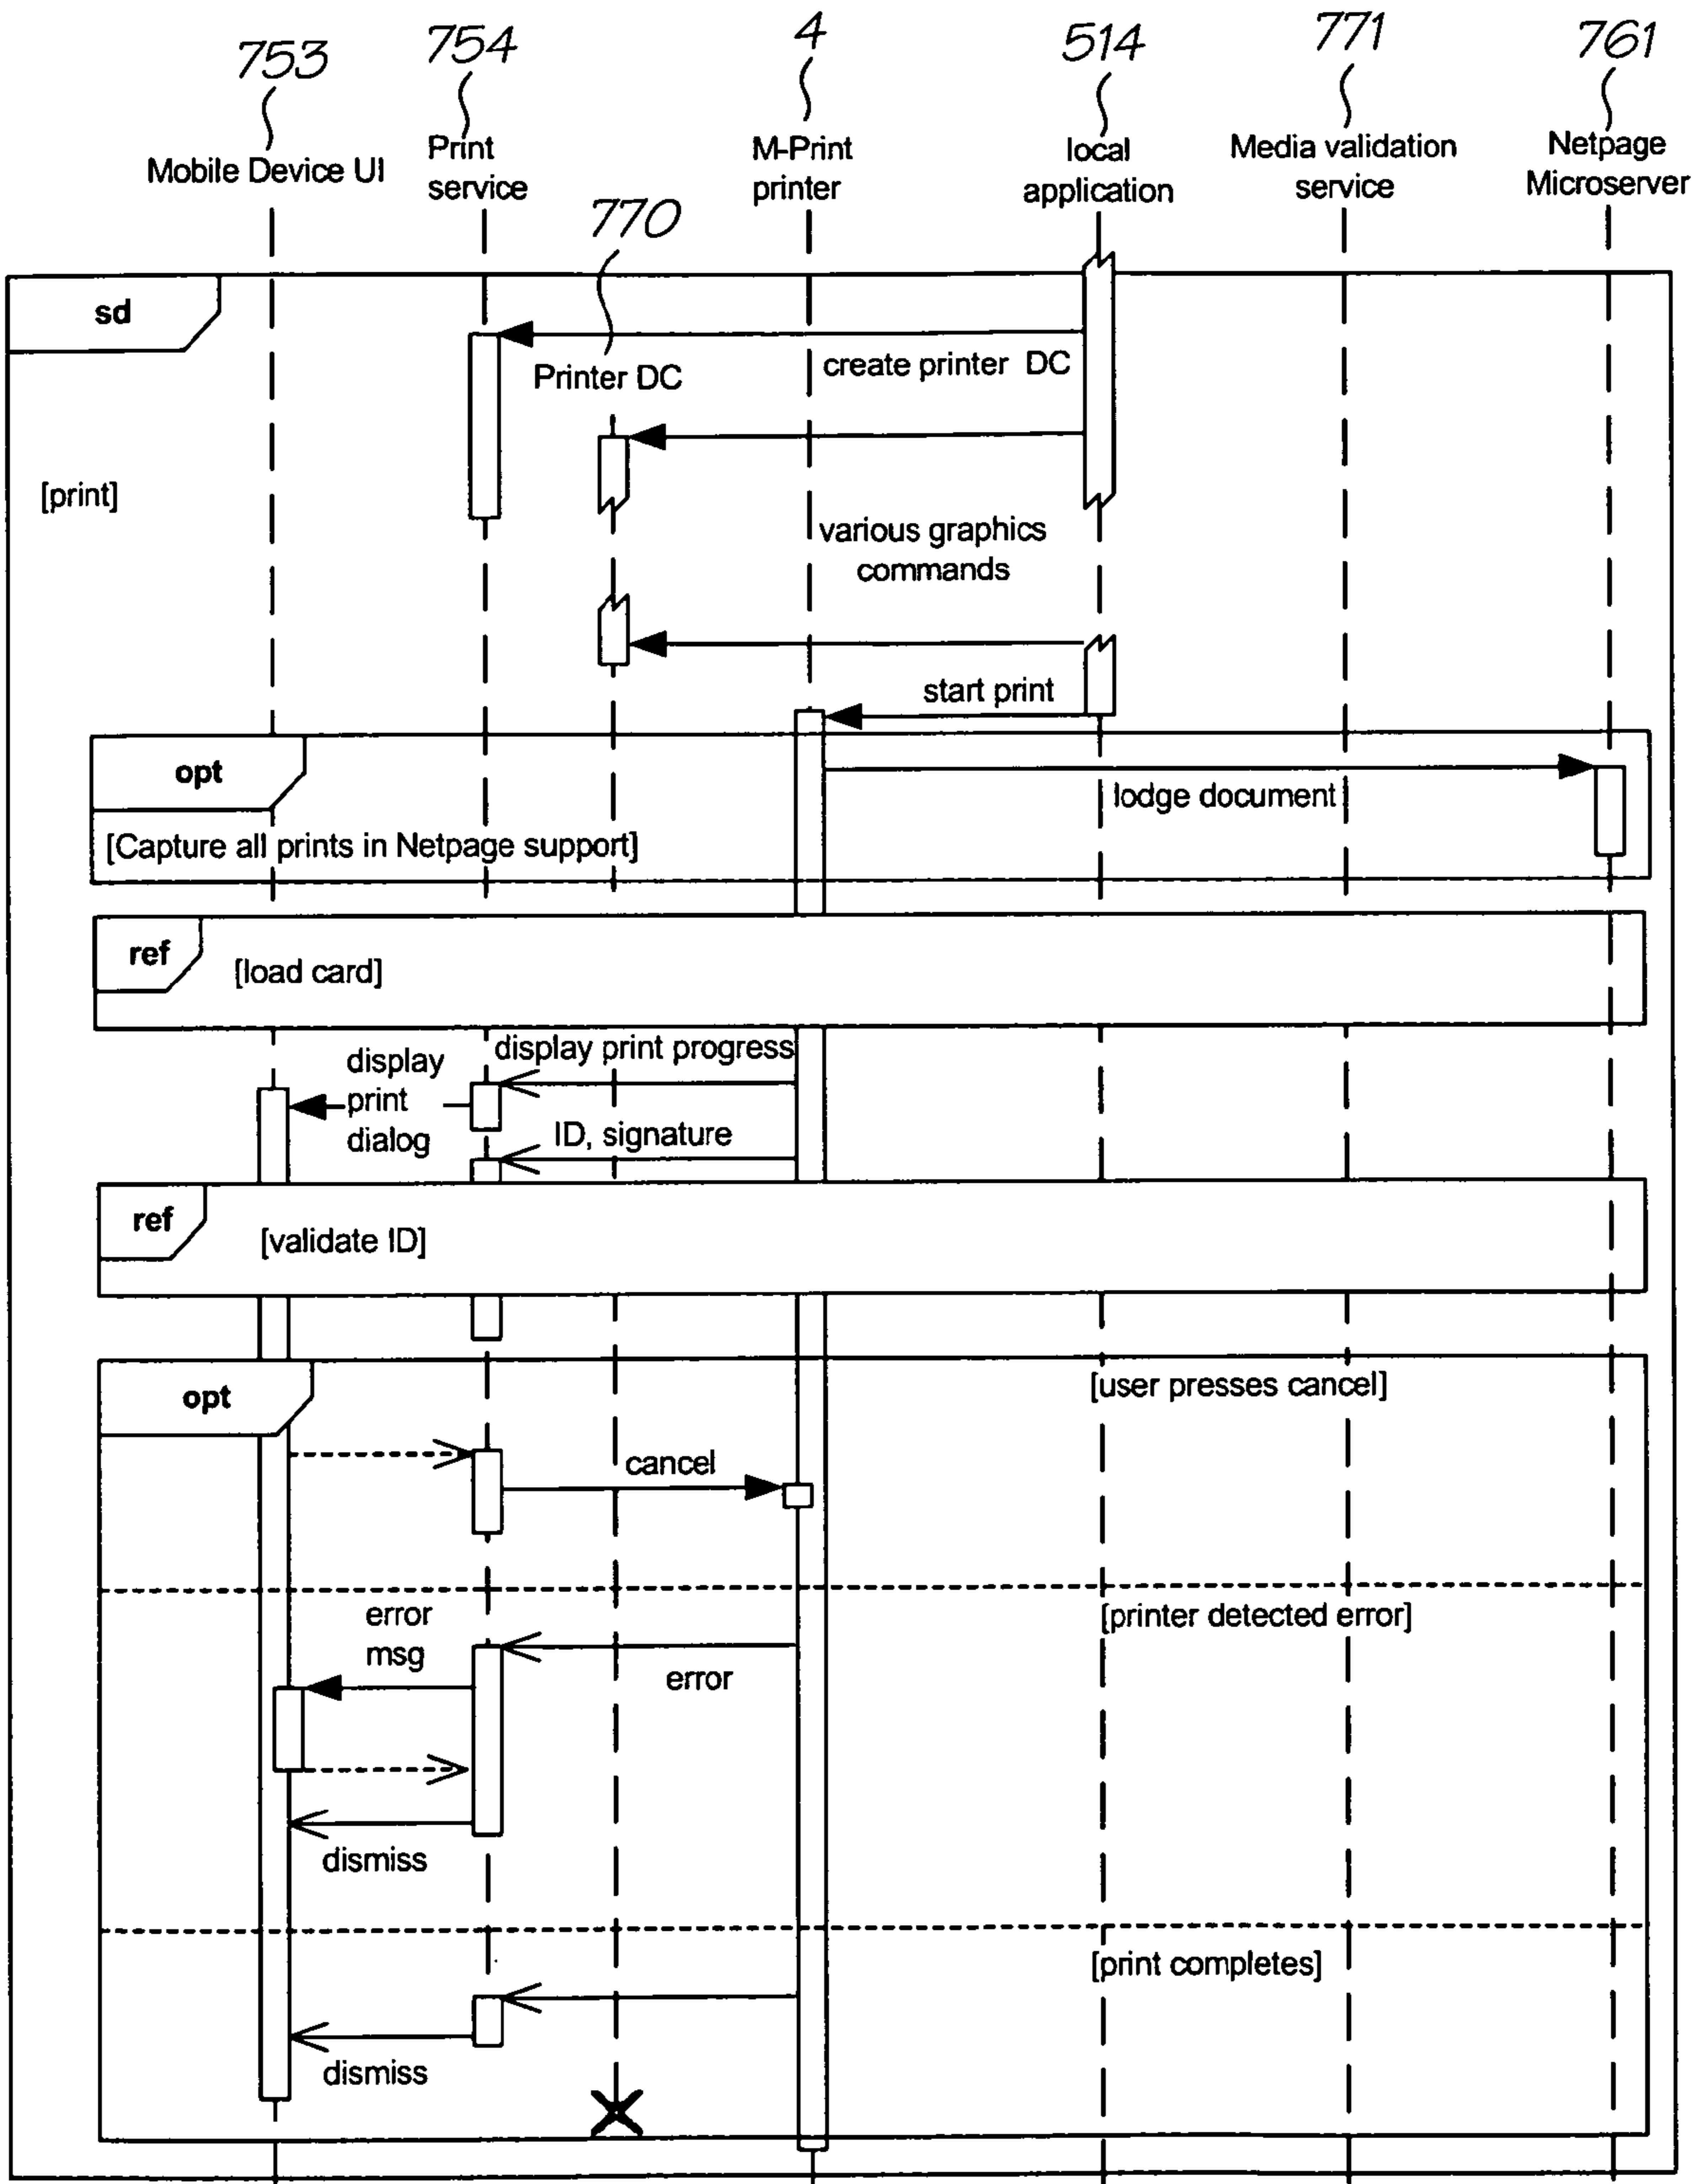 753
754
4
514
771
761
Mobile Device UI
Print
service
M-Print
printer
local
application
Media validation
service
Netpage
Microserver
770
sd
create printer DC
Printer DC
[print]
various graphics
commands
start print
opt
lodge document
[Capture all prints in Netpage support]
ref
[load card]
display print progress
display
print
dialog
ID, signature
ref
[validate ID]
opt
[user presses cancel]
cancel
error
msg
[printer detected error]
error
dismiss
[print completes]
dismiss